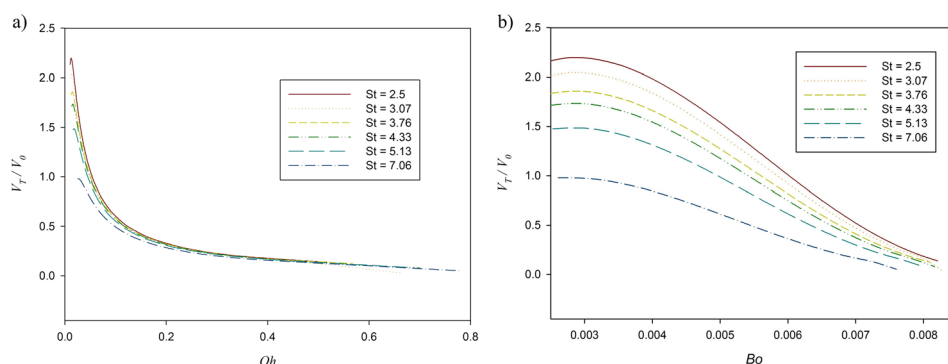 a)
2.5
2.0
1.5
1.0
0.5
0.0
V_T / V_0
0.0 0.2 0.4 0.6 0.8
Oh
St = 2.5
St = 3.07
St = 3.76
St = 4.33
St = 5.13
St = 7.06
b)
2.5
2.0
1.5
1.0
0.5
0.0
V_T / V_0
0.003 0.004 0.005 0.006 0.007 0.008
Bo
St = 2.5
St = 3.07
St = 3.76
St = 4.33
St = 5.13
St = 7.06